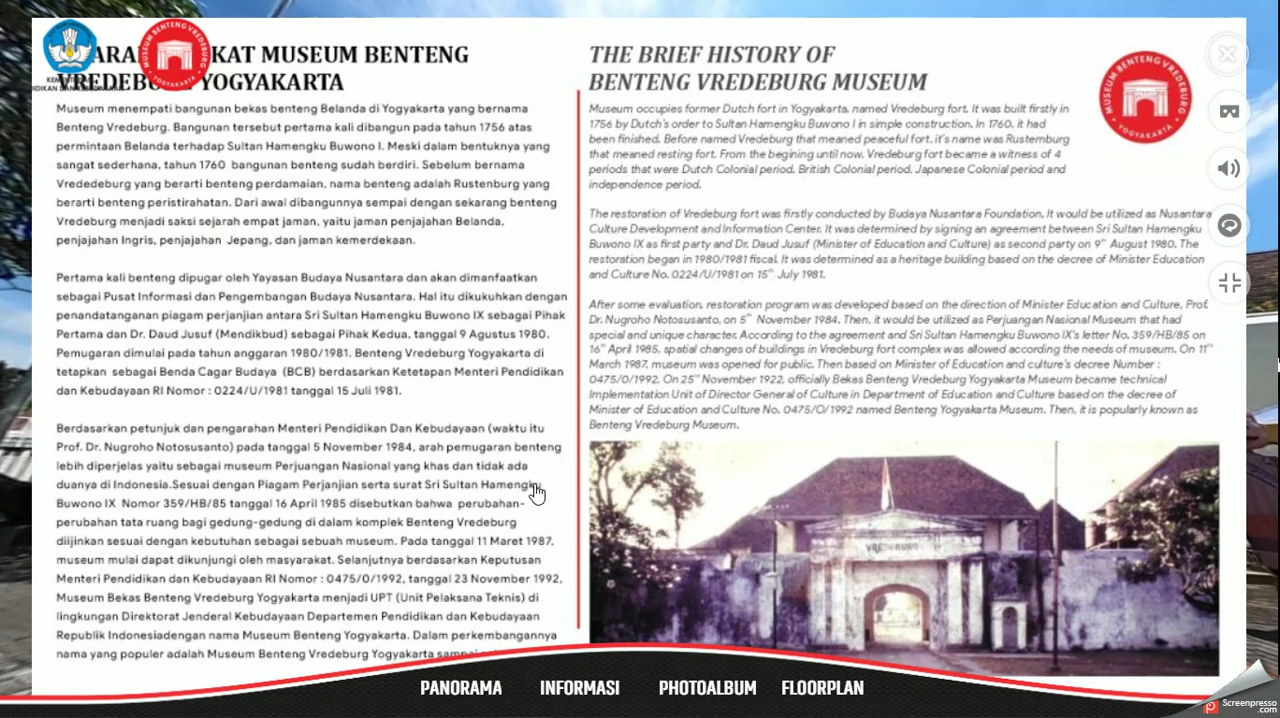 KAT MUSEUM BENTENG
YOGYAKARTA
Museum menempati bangunan bekas benteng Belanda di Yogyakarta yang bernama
Benteng Vredeburg. Bangunan tersebut pertama kali dibangun pada tahun 1756 atas
permintaan Belanda terhadap Sultan Hamengku Buwono I. Meski dalam bentuknya yang
sangat sederhana, tahun 1760 bangunan benteng sudah berdiri. Sebelum bernama
Vrededeburg yang berarti benteng perdamaian, nama benteng adalah Rustenburg yang
berarti benteng peristirahatan. Dari awal dibangunnya sempai dengan sekarang benteng
Vredeburg menjadi saksi sejarah empat jaman, yaitu jaman penjajahan Belanda,
penjajahan Ingris, penjajahan Jepang, dan jaman kemerdekaan.
Pertama kali benteng dipugar oleh Yayasan Budaya Nusantara dan akan dimanfaatkan
sebagai Pusat Informasi dan Pengembangan Budaya Nusantara. Hal itu dikukuhkan dengan
penandatanganan piagam perjanjian antara Sri Sultan Hamengku Buwono IX sebagai Pihak
Pertama dan Dr. Daud Jusuf (Mendikbud) sebagai Pihak Kedua, tanggal 9 Agustus 1980.
Pemugaran dimulai pada tahun anggaran 1980/1981. Benteng Vredeburg Yogyakarta di
tetapkan sebagai Benda Cagar Budaya (BCB) berdasarkan Ketetapan Menteri Pendidikan
dan Kebudayaan RI Nomor : 0224/U/1981 tanggal 15 Juli 1981.
Berdasarkan petunjuk dan pengarahan Menteri Pendidikan Dan Kebudayaan (waktu itu
Prof. Dr. Nugroho Notosusanto) pada tanggal 5 November 1984, arah pemugaran benteng
lebih diperjelas yaitu sebagai museum Perjuangan Nasional yang khas dan tidak ada
duanya di Indonesia.Sesuai dengan Piagam Perjanjian serta surat Sri Sultan Hamengku
Buwono IX Nomor 359/HB/85 tanggal 16 April 1985 disebutkan bahwa perubahan-
perubahan tata ruang bagi gedung-gedung di dalam komplek Benteng Vredeburg
diijinkan sesuai dengan kebutuhan sebagai sebuah museum. Pada tanggal 11 Maret 1987,
museum mulai dapat dikunjungi oleh masyarakat. Selanjutnya berdasarkan Keputusan
Menteri Pendidikan dan Kebudayaan RI Nomor : 0475/0/1992, tanggal 23 November 1992,
Museum Bekas Benteng Vredeburg Yogyakarta menjadi UPT (Unit Pelaksana Teknis) di
lingkungan Direktorat Jenderal Kebudayaan Departemen Pendidikan dan Kebudayaan
Republik Indonesiadengan nama Museum Benteng Yogyakarta. Dalam perkembangannya
nama yang populer adalah Museum Benteng Vredeburg Yogyakarta
THE BRIEF HISTORY OF
BENTENG VREDEBURG MUSEUM
Museum occupies former Dutch fort in Yogyakarta, named Vredeburg fort. It was built firstly in
1756 by Dutch's order to Sultan Hamengku Buwono I in simple construction. In 1760, it had
been finished. Before named Vredeburg that meaned peaceful fort, it's name was Rusternburg
that meaned resting fort. From the begining until now, Vredeburg fort became a witness of 4
periods that were Dutch Colonial period, British Colonial period, Japanese Colonial period and
independence period.
The restoration of Vredeburg fort was firstly conducted by Budaya Nusantara Foundation. It would be utilized as Nusantara
Culture Development and Information Center. It was determined by signing an agreement between Sri Sultan Hamengku
Buwono IX as first party and Dr. Daud Jusuf (Minister of Education and Culture) as second party on 9th August 1980. The
restoration began in 1980/1981 fiscal. It was determined as a heritage building based on the decree of Minister Education
and Culture No. 0224/U/1981 on 15th July 1981.
After some evaluation, restoration program was developed based on the direction of Minister Education and Culture, Prof.
Dr. Nugroho Notosusanto, on 5th November 1984. Then, it would be utilized as Perjuangan Nasional Museum that had
special and unique character. According to the agreement and Sri Sultan Hamengku Buwono IX's letter No. 359/HB/85 on
16th April 1985, spatial changes of buildings in Vredeburg fort complex was allowed according the needs of museum. On 11th
March 1987, museum was opened for public. Then based on Minister of Education and culture's decree Number :
0475/0/1992. On 25th November 1922, officially Bekas Benteng Vredeburg Yogyakarta Museum became technical
Implementation Unit of Director General of Culture in Department of Education and Culture based on the decree of
Minister of Education and Culture No. 0475/O/1992 named Benteng Yogyakarta Museum. Then, it is popularly known as
Benteng Vredeburg Museum.
MUSEUM BENTENG VREDEBURG
YOGYAKARTA
MUSEUM BENTENG VREDEBURG
YOGYAKARTA
VREDEBURG
PANORAMA INFORMASI PHOTOALBUM FLOORPLAN
Screenpresso
.com